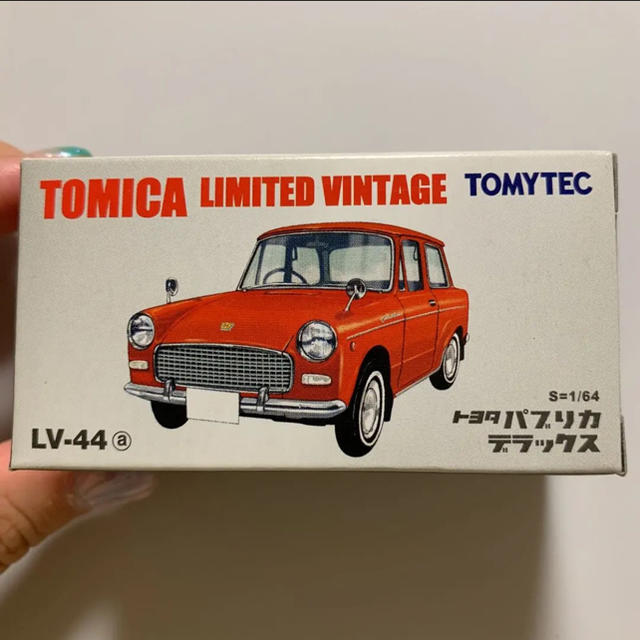 TOMICA LIMITED VINTAGE TOMYTEC
S=1/64
トヨタ パブリカ
デラックス
LV-44 ⓐ